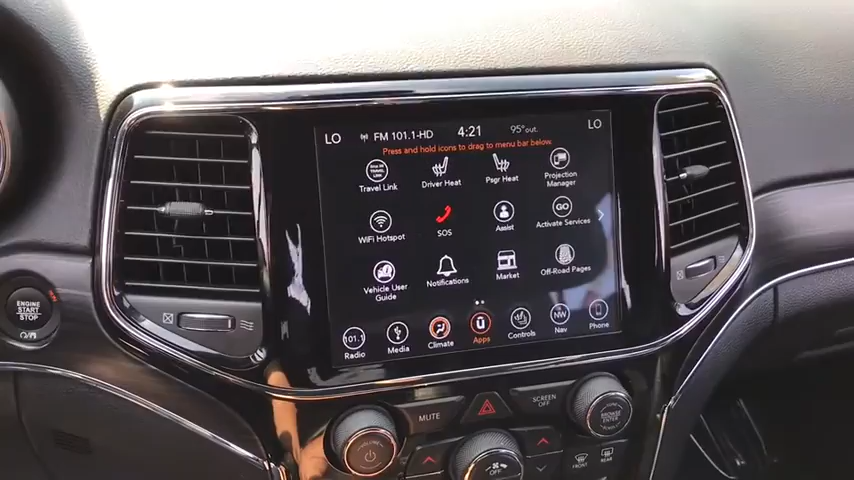 LO FM 101.1-HD 4:21 95° out. LO
Press and hold icons to drag to menu bar below.
Travel Link
Driver Heat
Psgr Heat
Projection
Manager
WiFi Hotspot
SOS
Assist
GO
Activate Services
Vehicle User
Guide
Notifications
Market
Off-Road Pages
101.1
NW
Radio Media Climate Apps Controls Nav Phone
ENGINE
START
STOP
MUTE
SCREEN
OFF
VOLUME
OFF
BROWSE
ENTER
FRONT
REAR